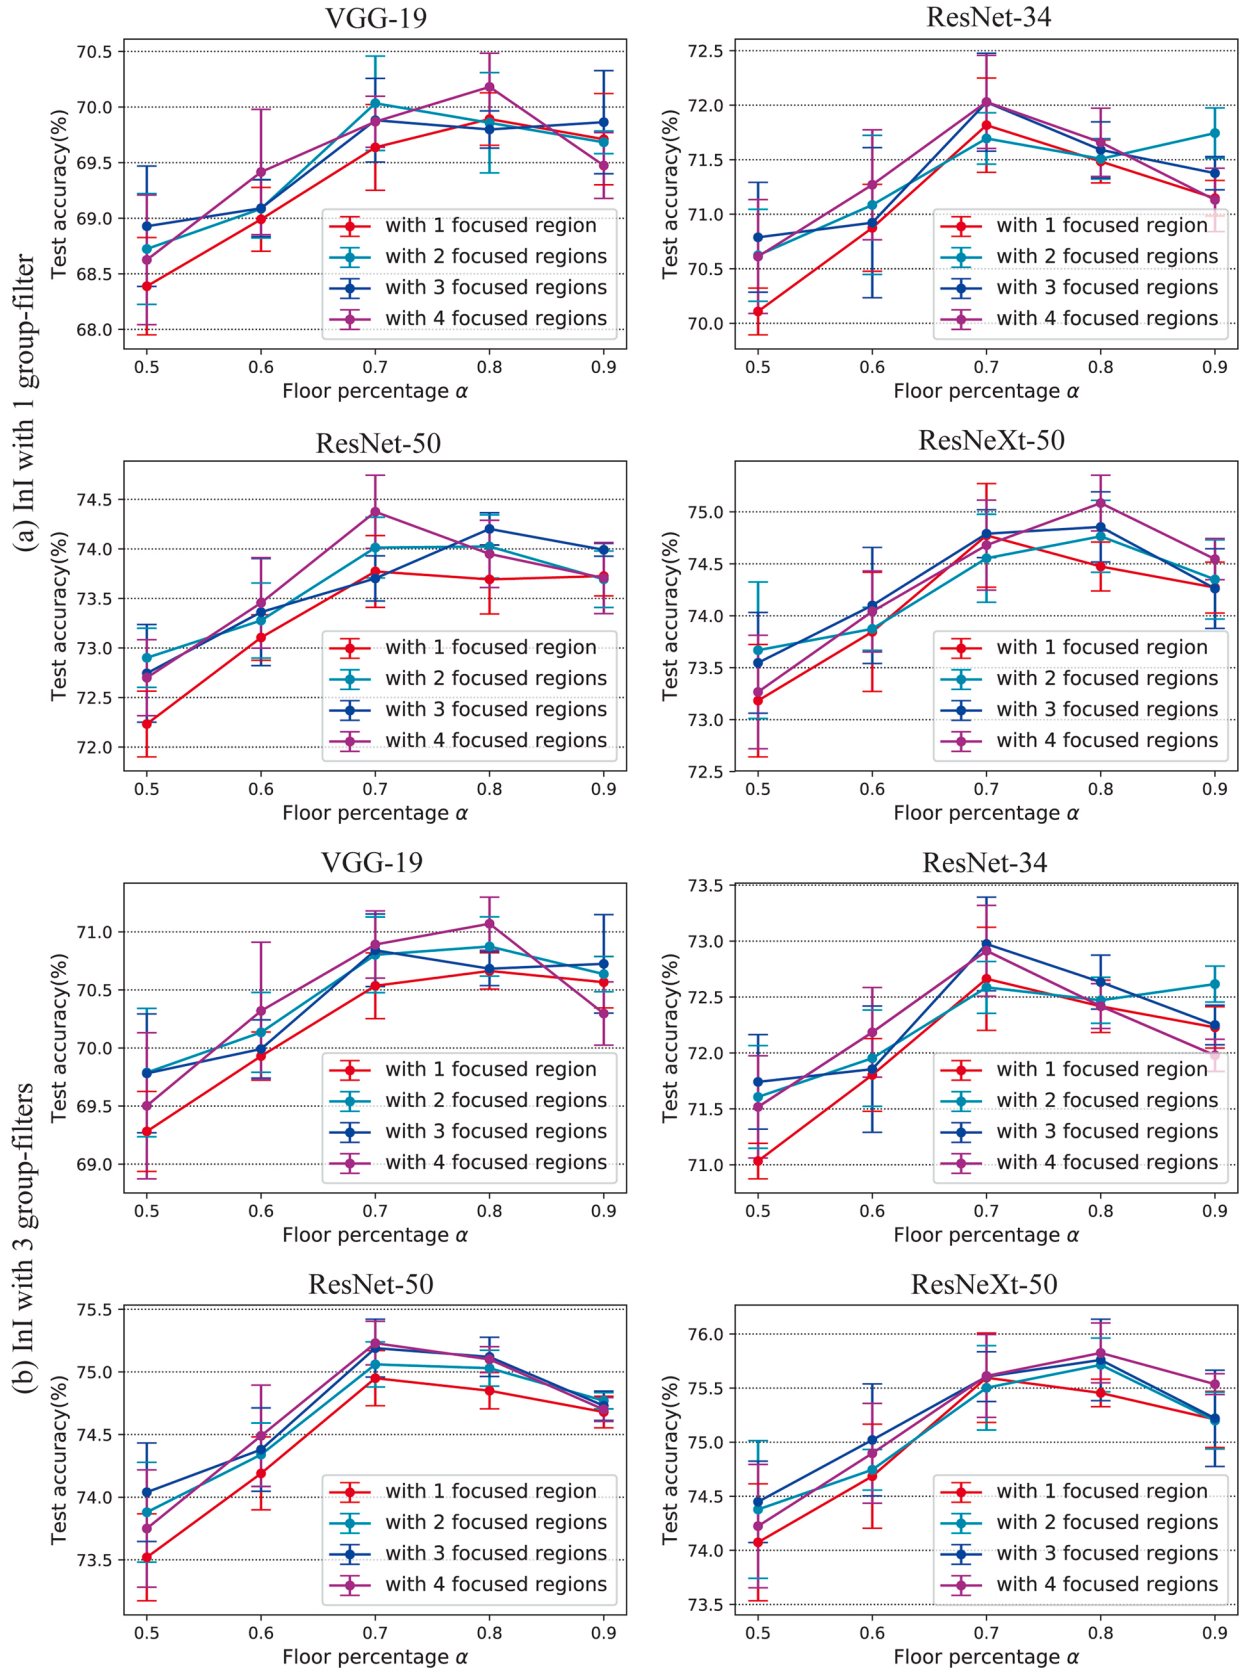 (a) InI with 1 group-filter
VGG-19
Test accuracy(%)
70.5
70.0
69.5
69.0
68.5
68.0
with 1 focused region
with 2 focused regions
with 3 focused regions
with 4 focused regions
0.5 0.6 0.7 0.8 0.9
Floor percentage α
ResNet-34
Test accuracy(%)
72.5
72.0
71.5
71.0
70.5
70.0
with 1 focused region
with 2 focused regions
with 3 focused regions
with 4 focused regions
0.5 0.6 0.7 0.8 0.9
Floor percentage α
ResNet-50
Test accuracy(%)
74.5
74.0
73.5
73.0
72.5
72.0
with 1 focused region
with 2 focused regions
with 3 focused regions
with 4 focused regions
0.5 0.6 0.7 0.8 0.9
Floor percentage α
ResNeXt-50
Test accuracy(%)
75.0
74.5
74.0
73.5
73.0
72.5
with 1 focused region
with 2 focused regions
with 3 focused regions
with 4 focused regions
0.5 0.6 0.7 0.8 0.9
Floor percentage α
(b) InI with 3 group-filters
VGG-19
Test accuracy(%)
71.0
70.5
70.0
69.5
69.0
with 1 focused region
with 2 focused regions
with 3 focused regions
with 4 focused regions
0.5 0.6 0.7 0.8 0.9
Floor percentage α
ResNet-34
Test accuracy(%)
73.5
73.0
72.5
72.0
71.5
71.0
with 1 focused region
with 2 focused regions
with 3 focused regions
with 4 focused regions
0.5 0.6 0.7 0.8 0.9
Floor percentage α
ResNet-50
Test accuracy(%)
75.5
75.0
74.5
74.0
73.5
with 1 focused region
with 2 focused regions
with 3 focused regions
with 4 focused regions
0.5 0.6 0.7 0.8 0.9
Floor percentage α
ResNeXt-50
Test accuracy(%)
76.0
75.5
75.0
74.5
74.0
73.5
with 1 focused region
with 2 focused regions
with 3 focused regions
with 4 focused regions
0.5 0.6 0.7 0.8 0.9
Floor percentage α